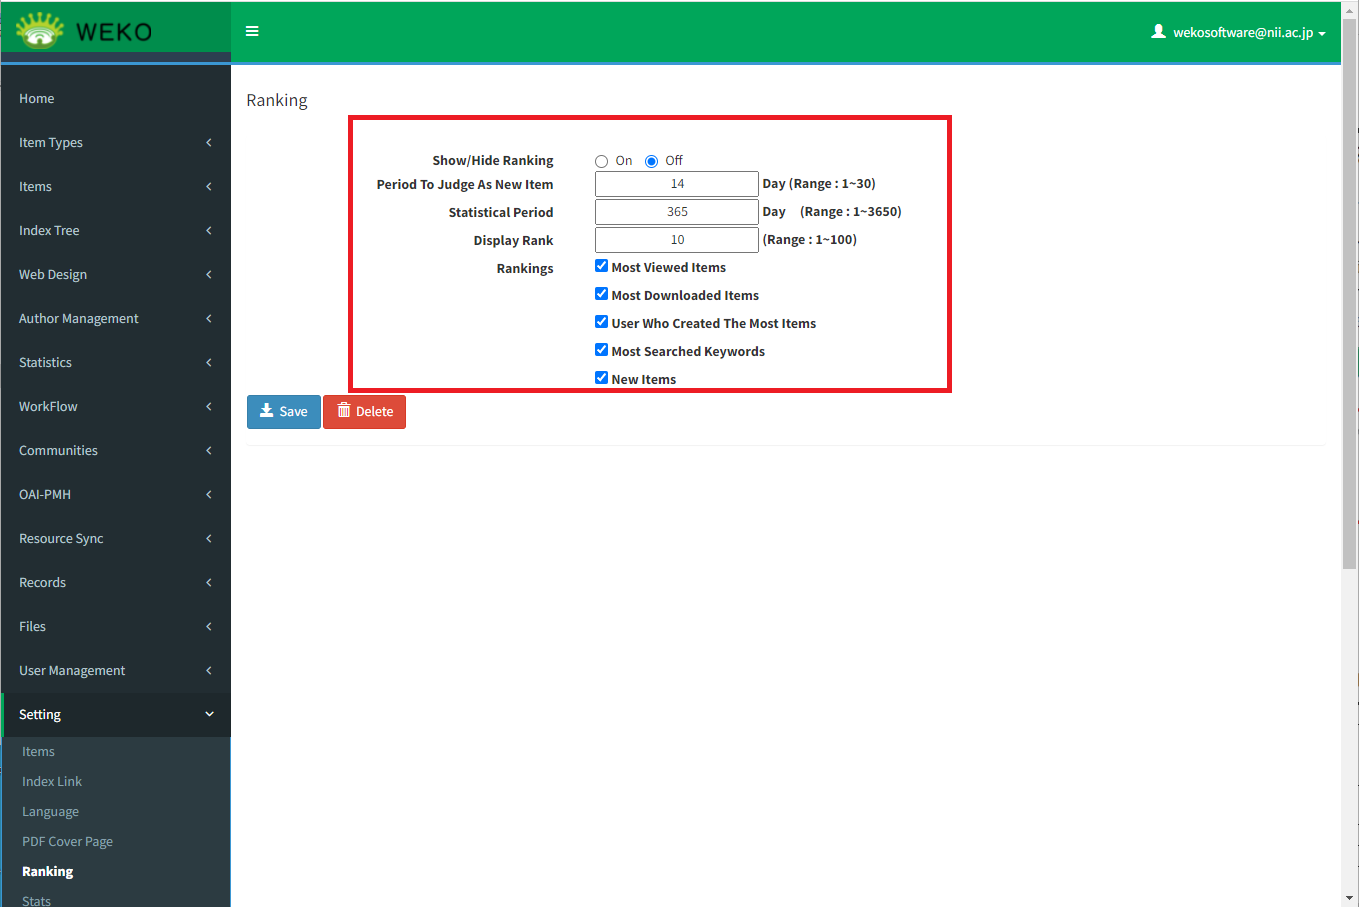 WEKO
wekosoftware@nii.ac.jp
Home
Item Types
Items
Index Tree
Web Design
Author Management
Statistics
WorkFlow
Communities
OAI-PMH
Resource Sync
Records
Files
User Management
Setting
Items
Index Link
Language
PDF Cover Page
Ranking
Stats
Ranking
Show/Hide Ranking On Off
Period To Judge As New Item 14 Day (Range : 1~30)
Statistical Period 365 Day (Range : 1~3650)
Display Rank 10 (Range : 1~100)
Rankings Most Viewed Items
Most Downloaded Items
User Who Created The Most Items
Most Searched Keywords
New Items
Save Delete